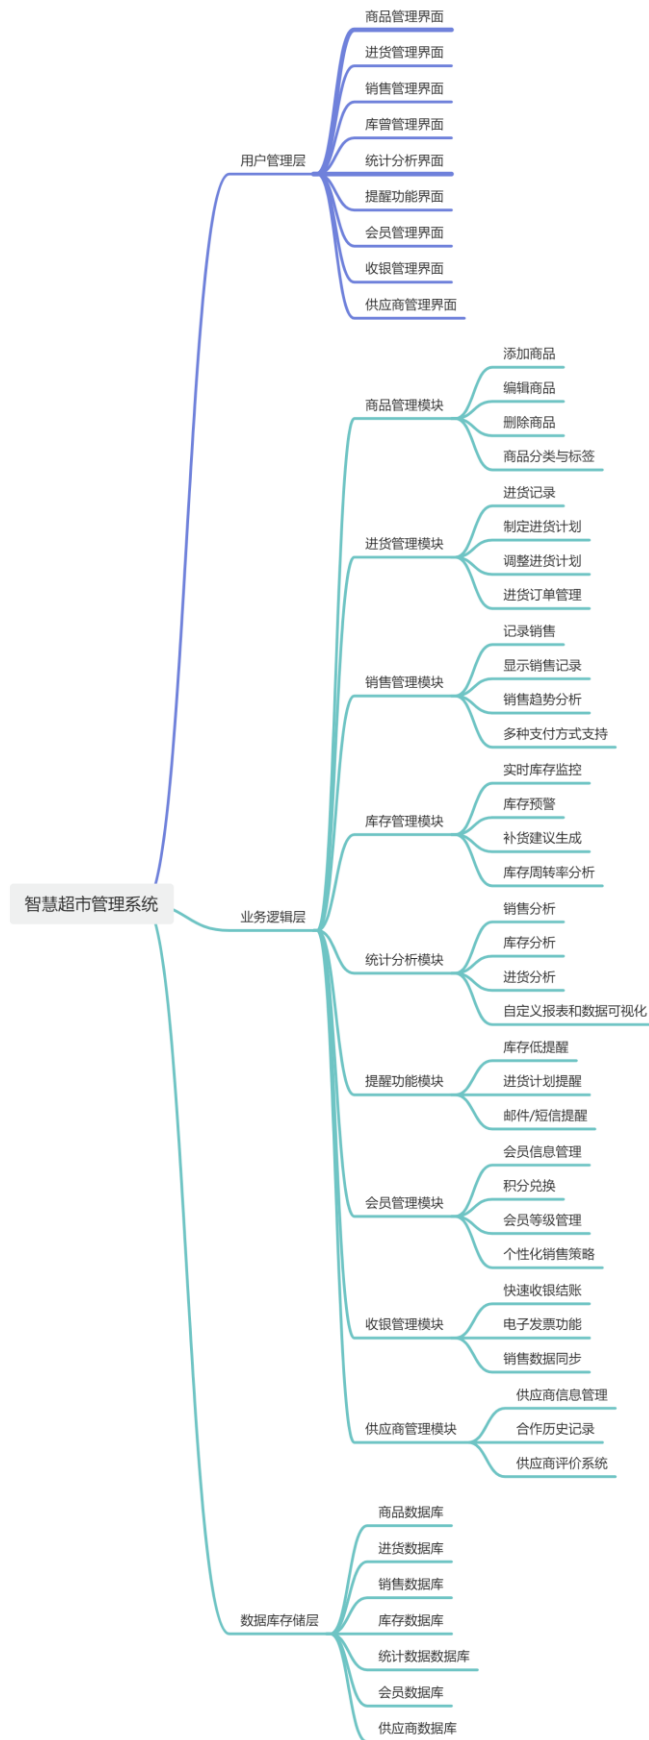 智慧超市管理系统
用户管理层
商品管理界面
进货管理界面
销售管理界面
库曾管理界面
统计分析界面
提醒功能界面
会员管理界面
收银管理界面
供应商管理界面
业务逻辑层
商品管理模块
添加商品
编辑商品
删除商品
商品分类与标签
进货管理模块
进货记录
制定进货计划
调整进货计划
进货订单管理
销售管理模块
记录销售
显示销售记录
销售趋势分析
多种支付方式支持
库存管理模块
实时库存监控
库存预警
补货建议生成
库存周转率分析
统计分析模块
销售分析
库存分析
进货分析
自定义报表和数据可视化
提醒功能模块
库存低提醒
进货计划提醒
邮件/短信提醒
会员管理模块
会员信息管理
积分兑换
会员等级管理
个性化销售策略
收银管理模块
快速收银结账
电子发票功能
销售数据同步
供应商管理模块
供应商信息管理
合作历史记录
供应商评价系统
数据库存储层
商品数据库
进货数据库
销售数据库
库存数据库
统计数据数据库
会员数据库
供应商数据库